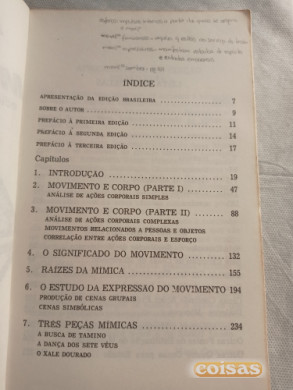 INDICE
APRESENTAÇÃO DA EDIÇÃO BRASILEIRA 7
SOBRE O AUTOR 9
PREFÁCIO À PRIMEIRA EDIÇÃO 11
PREFÁCIO À SEGUNDA EDIÇÃO 14
PREFÁCIO À TERCEIRA EDIÇÃO 17
Capítulos
1. INTRODUÇÃO 19
2. MOVIMENTO E CORPO (PARTE I) 47
ANÁLISE DE AÇÕES CORPORAIS SIMPLES
3. MOVIMENTO E CORPO (PARTE II) 88
ANÁLISE DE AÇÕES CORPORAIS COMPLEXAS
MOVIMENTOS RELACIONADOS A PESSOAS E OBJETOS
CORRELAÇÃO ENTRE AÇÕES CORPORAIS E ESFORÇO
4. O SIGNIFICADO DO MOVIMENTO 132
5. RAÍZES DA MÍMICA 155
6. O ESTUDO DA EXPRESSÃO DO MOVIMENTO 194
PRODUÇÃO DE CENAS GRUPAIS
CENAS SIMBÓLICAS
7. TRÊS PEÇAS MÍMICAS 234
A BUSCA DE TAMINO
A DANÇA DOS SETE VÉUS
O XALE DOURADO
coisas